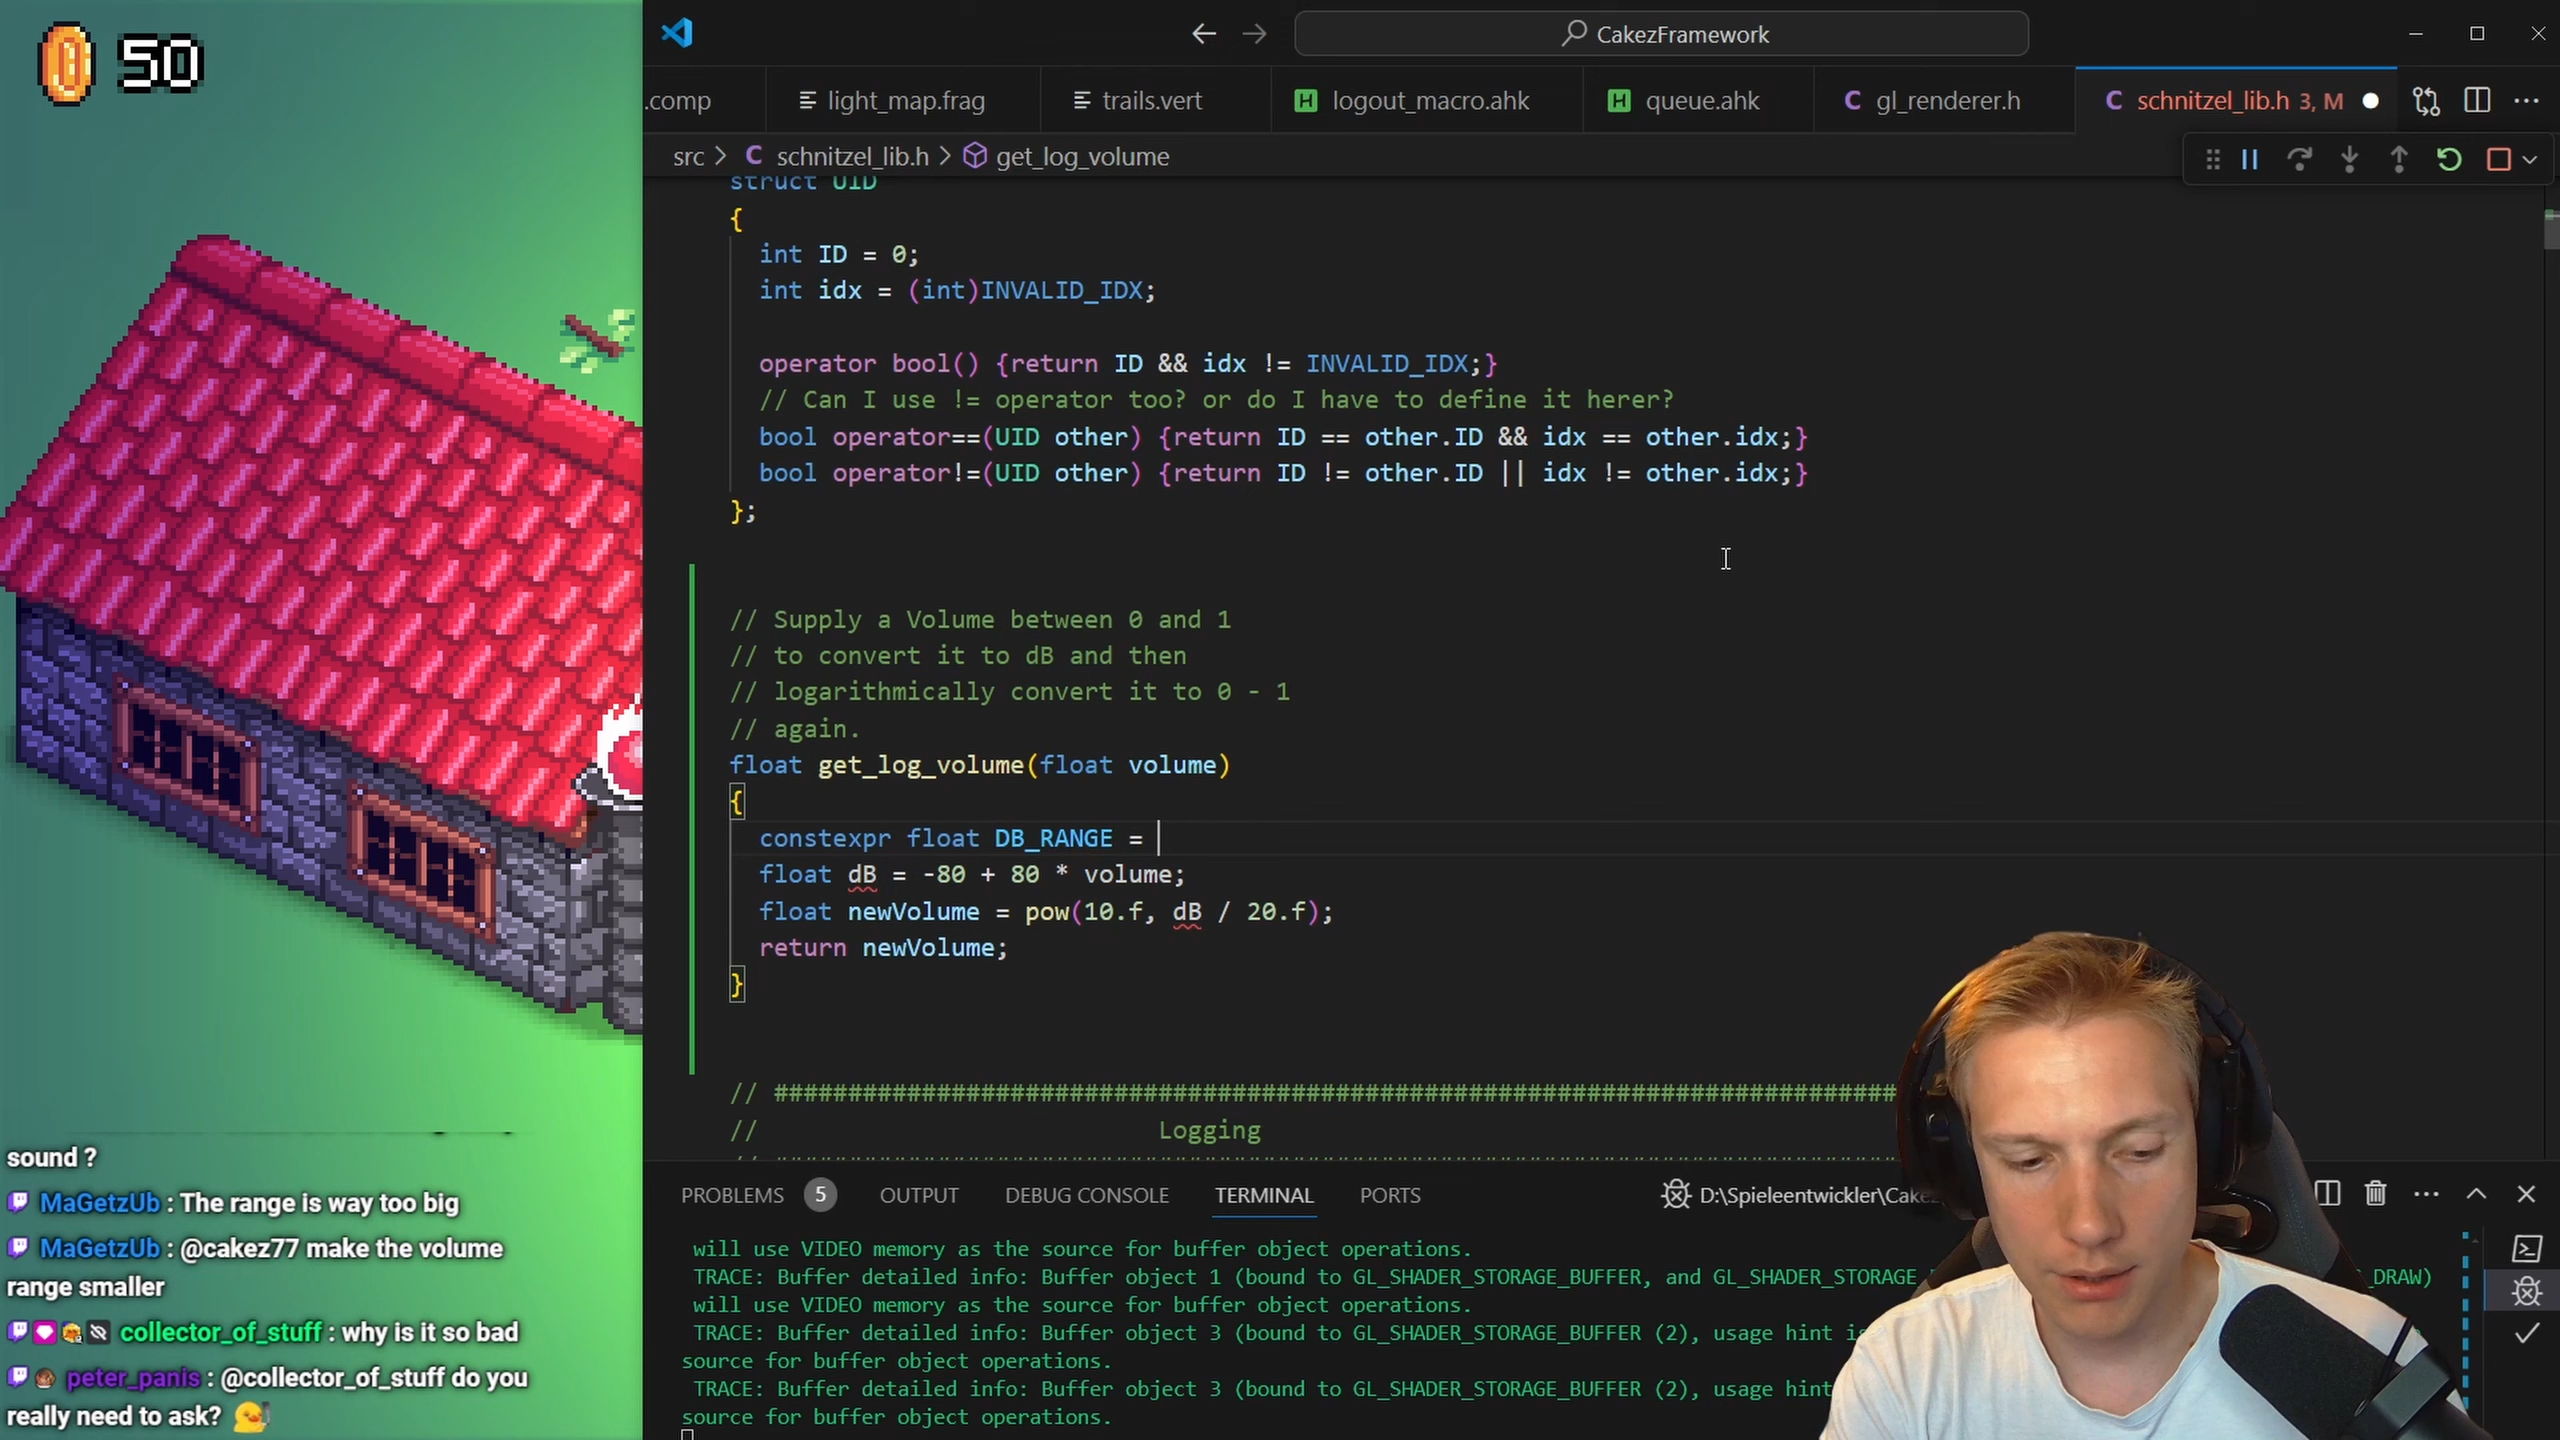 50
CakezFramework
.comp
light_map.frag
trails.vert
logout_macro.ahk
queue.ahk
gl_renderer.h
schnitzel_lib.h 3, M
src > schnitzel_lib.h > get_log_volume
struct UID
{
int ID = 0;
int idx = (int)INVALID_IDX;
operator bool() {return ID && idx != INVALID_IDX;}
// Can I use != operator too? or do I have to define it herer?
bool operator==(UID other) {return ID == other.ID && idx == other.idx;}
bool operator!=(UID other) {return ID != other.ID || idx != other.idx;}
};
// Supply a Volume between 0 and 1
// to convert it to dB and then
// logarithmically convert it to 0 - 1
// again.
float get_log_volume(float volume)
{
constexpr float DB_RANGE =
float dB = -80 + 80 * volume;
float newVolume = pow(10.f, dB / 20.f);
return newVolume;
}
// ############################################################################
// Logging
sound ?
MaGetzUb : The range is way too big
MaGetzUb : @cakez77 make the volume
range smaller
collector_of_stuff : why is it so bad
peter_panis : @collector_of_stuff do you
really need to ask?
PROBLEMS 5 OUTPUT DEBUG CONSOLE TERMINAL PORTS
D:\Spieleentwickler\Cake
will use VIDEO memory as the source for buffer object operations.
TRACE: Buffer detailed info: Buffer object 1 (bound to GL_SHADER_STORAGE_BUFFER, and GL_SHADER_STORAGE_ _DRAW)
will use VIDEO memory as the source for buffer object operations.
TRACE: Buffer detailed info: Buffer object 3 (bound to GL_SHADER_STORAGE_BUFFER (2), usage hint i
source for buffer object operations.
TRACE: Buffer detailed info: Buffer object 3 (bound to GL_SHADER_STORAGE_BUFFER (2), usage hint
source for buffer object operations.